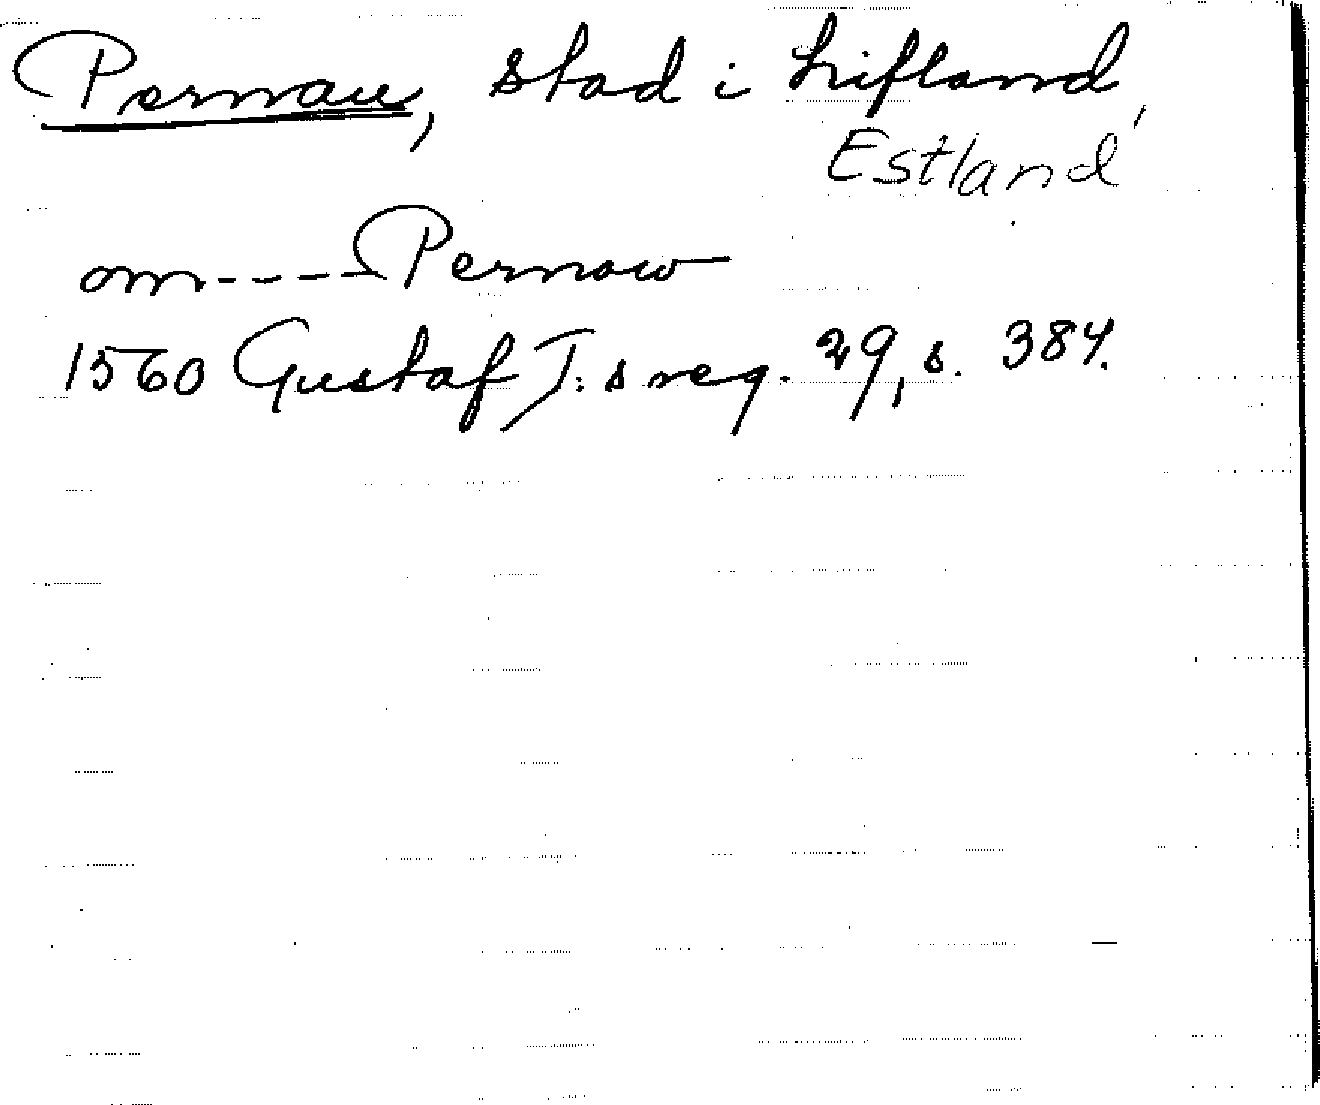 Pernau, stad i Lifland,
Estland
om----Pernow
1560 Gustaf I:s reg. 29, s. 384.